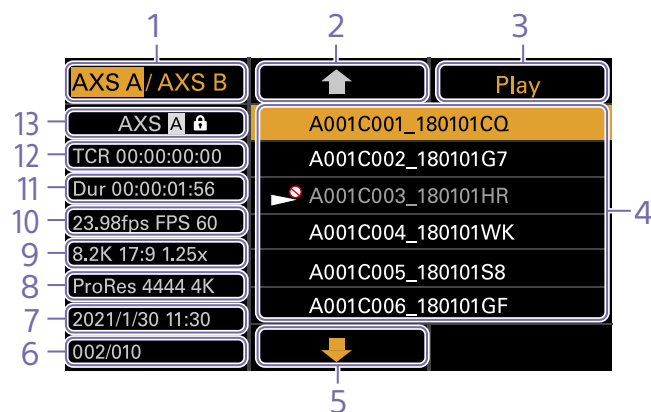 1 2 3
AXS A / AXS B
Play
13 AXS A
12 TCR 00:00:00:00
11 Dur 00:00:01:56
10 23.98fps FPS 60
9 8.2K 17:9 1.25x
8 ProRes 4444 4K
7 2021/1/30 11:30
6 002/010
A001C001_180101CQ
A001C002_180101G7
A001C003_180101HR
A001C004_180101WK
A001C005_180101S8
A001C006_180101GF
4
5